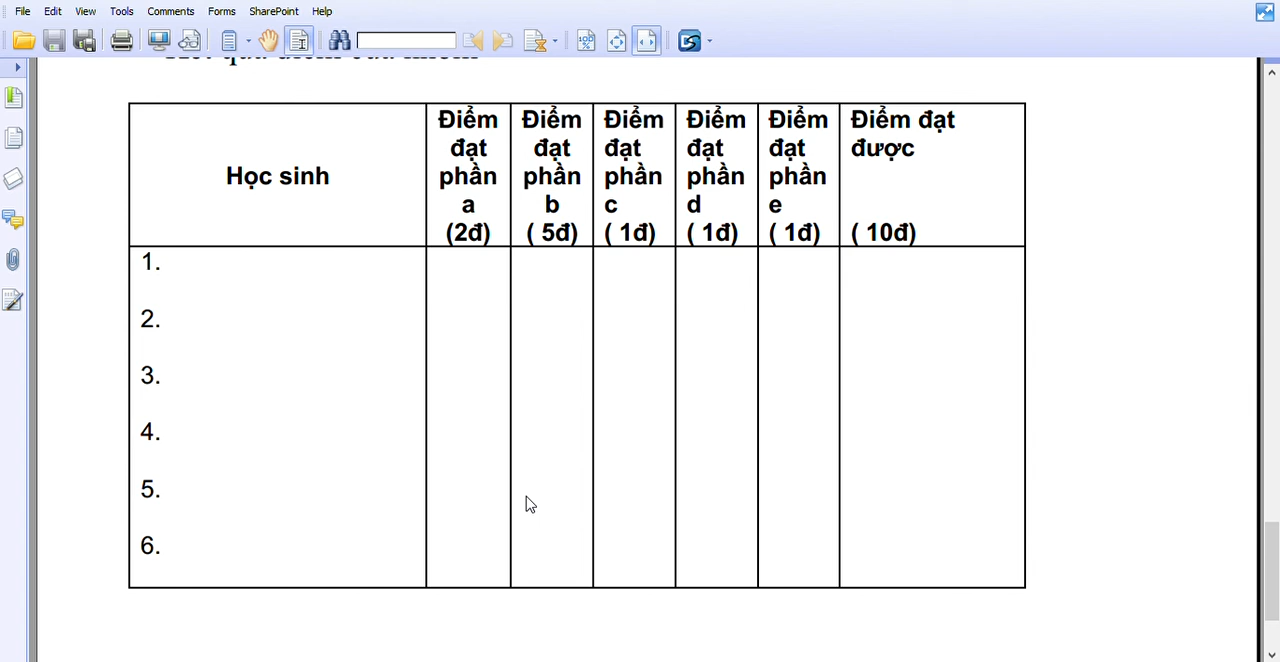 File Edit View Tools Comments Forms SharePoint Help
Học sinh
Điểm
đạt
phần
a
(2đ)
Điểm
đạt
phần
b
( 5đ)
Điểm
đạt
phần
c
( 1đ)
Điểm
đạt
phần
d
( 1đ)
Điểm
đạt
phần
e
( 1đ)
Điểm đạt
được
( 10đ)
1.
2.
3.
4.
5.
6.